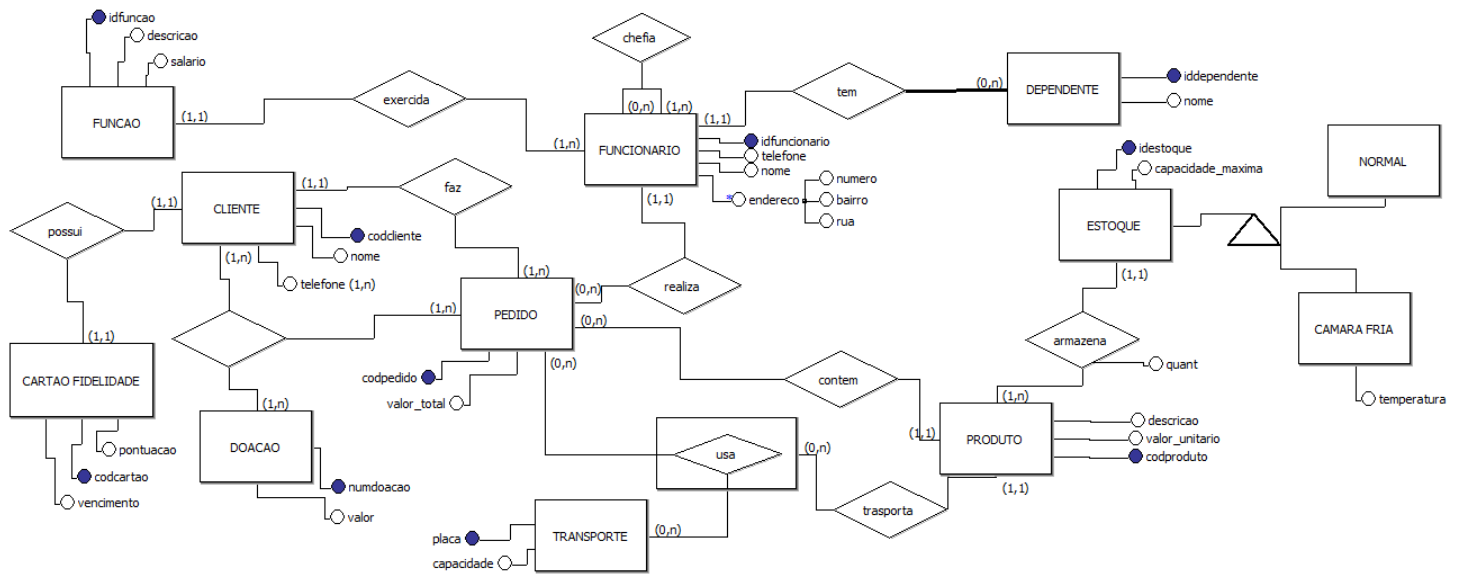 idfuncao
descricao
salario
FUNCAO
(1,1)
exercida
(1,n)
chefia
(0,n)
(1,n)
FUNCIONARIO
(1,1)
tem
(0,n)
DEPENDENTE
iddependente
nome
idfuncionario
telefone
nome
endereco
numero
bairro
rua
(1,1)
idestoque
capacidade_maxima
ESTOQUE
(1,1)
NORMAL
CAMARA FRIA
temperatura
possui
(1,1)
(1,1)
CLIENTE
(1,1)
codcliente
nome
telefone (1,n)
(1,n)
faz
(1,n)
PEDIDO
(1,n)
(0,n)
(0,n)
(0,n)
realiza
codpedido
valor_total
armazena
quant
(1,n)
contem
(1,1)
PRODUTO
descricao
valor_unitario
codproduto
(1,1)
CARTAO FIDELIDADE
pontuacao
codcartao
vencimento
(1,n)
DOACAO
numdoacao
valor
usa
(0,n)
trasporta
TRANSPORTE
(0,n)
placa
capacidade